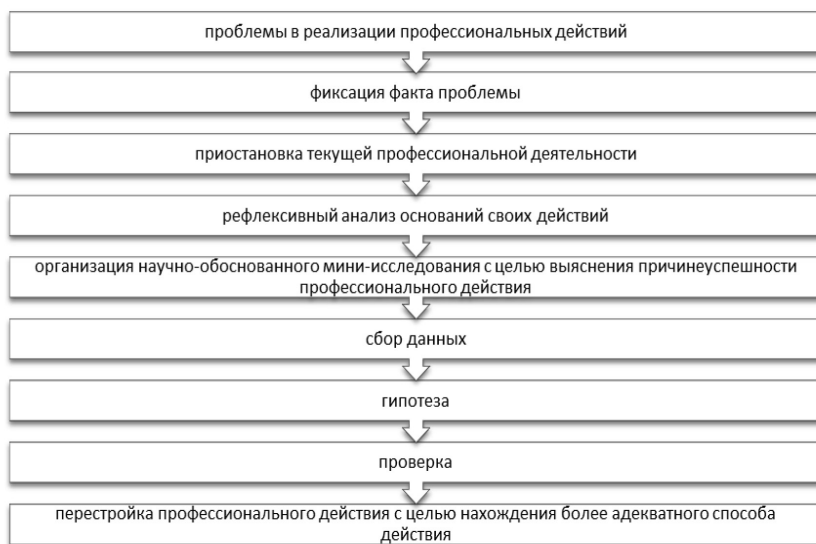 проблемы в реализации профессиональных действий
фиксация факта проблемы
приостановка текущей профессиональной деятельности
рефлексивный анализ оснований своих действий
организация научно-обоснованного мини-исследования с целью выяснения причинеуспешности
профессионального действия
сбор данных
гипотеза
проверка
перестройка профессионального действия с целью нахождения более адекватного способа
действия